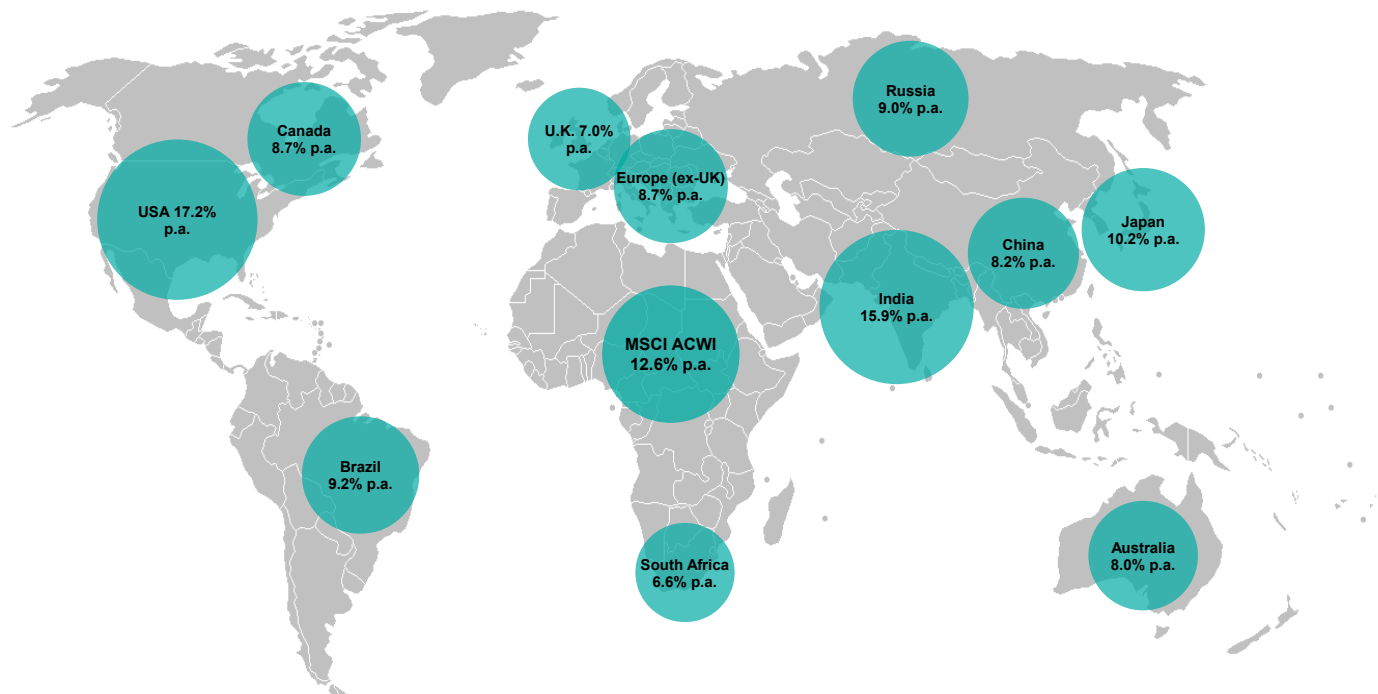 Russia
9.0% p.a.
Canada
8.7% p.a.
U.K. 7.0%
p.a.
Europe (ex-UK)
8.7% p.a.
USA 17.2%
p.a.
Japan
10.2% p.a.
China
8.2% p.a.
India
15.9% p.a.
MSCI ACWI
12.6% p.a.
Brazil
9.2% p.a.
South Africa
6.6% p.a.
Australia
8.0% p.a.